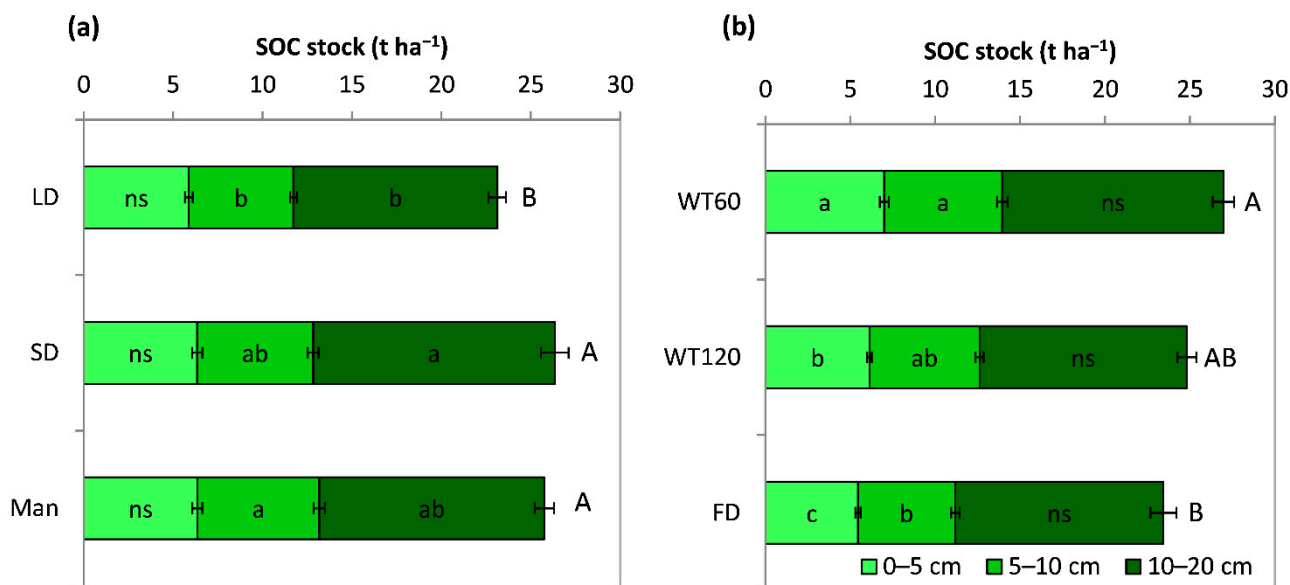 (a)
SOC stock (t ha⁻¹)
0 5 10 15 20 25 30
LD ns b b B
SD ns ab a A
Man ns a ab A
(b)
SOC stock (t ha⁻¹)
0 5 10 15 20 25 30
WT60 a a ns A
WT120 b ab ns AB
FD c b ns B
0–5 cm 5–10 cm 10–20 cm